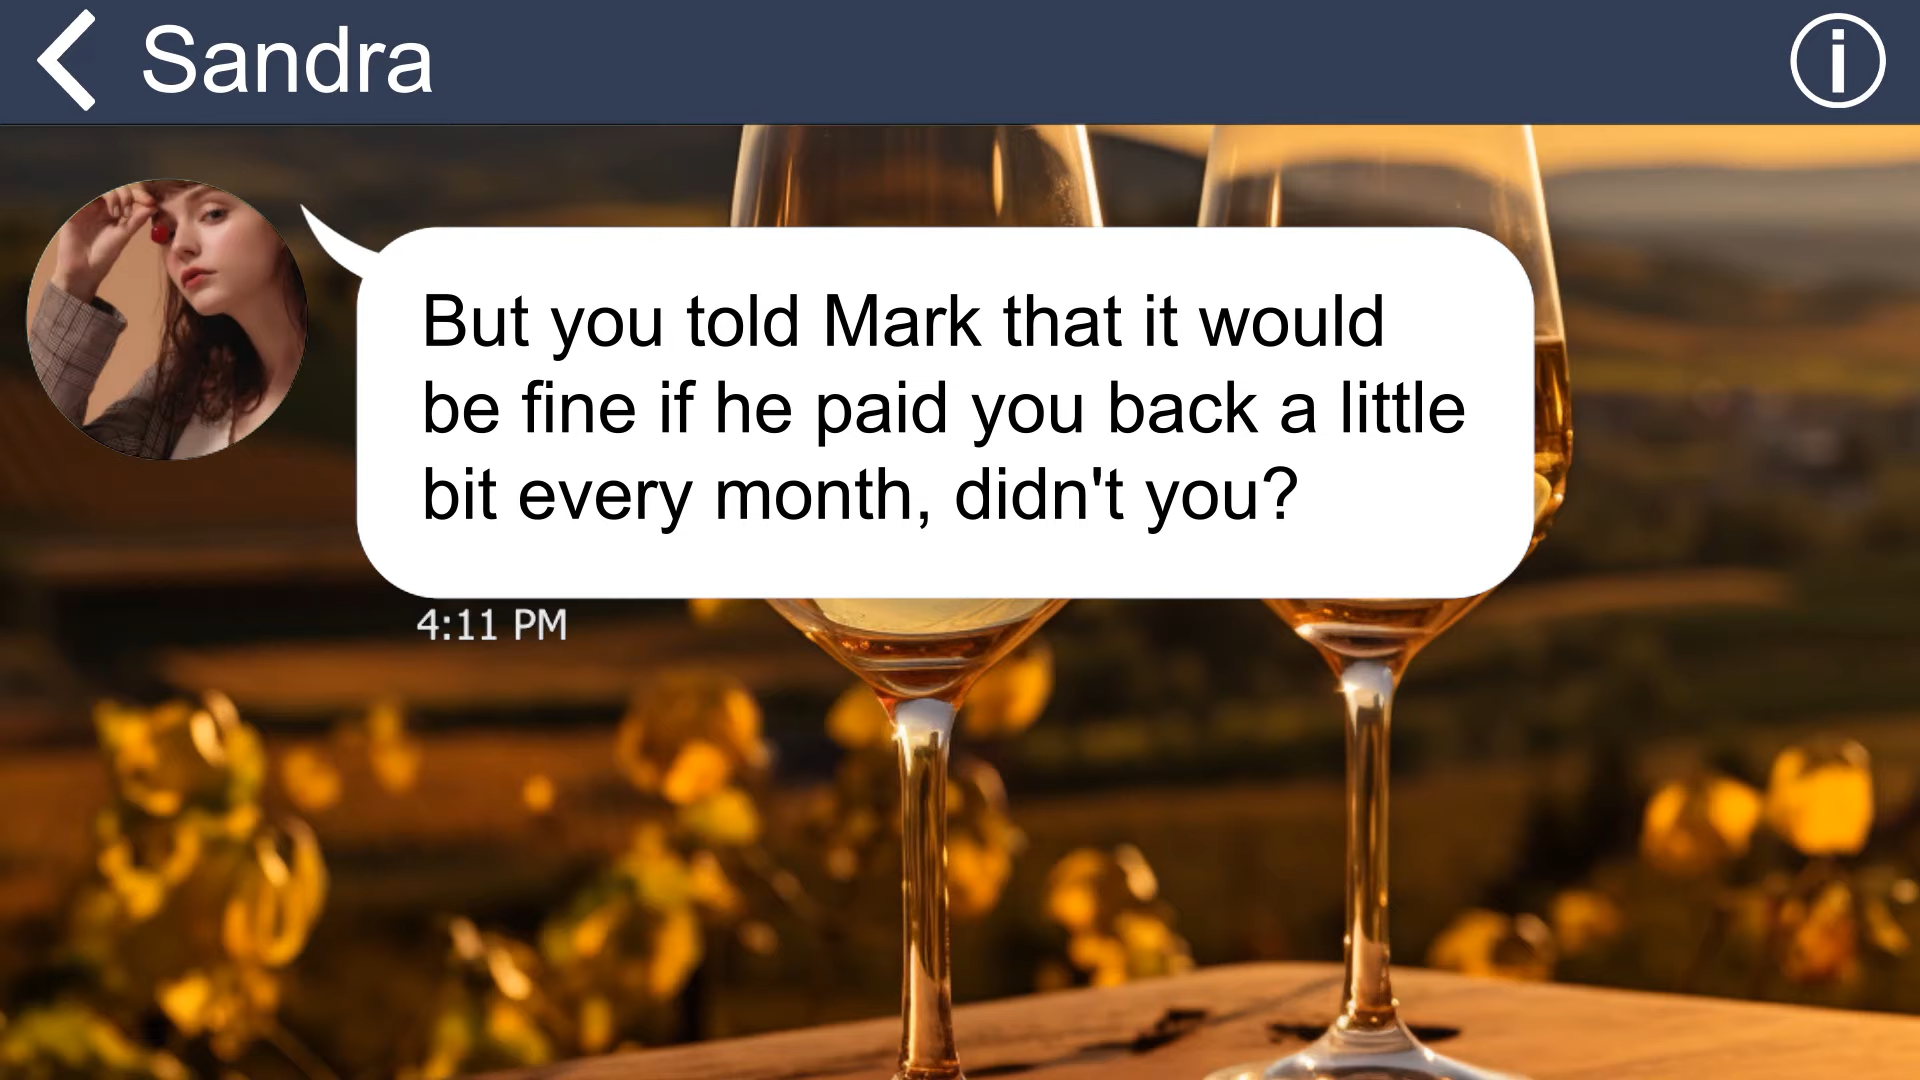 Sandra
But you told Mark that it would
be fine if he paid you back a little
bit every month, didn't you?
4:11 PM